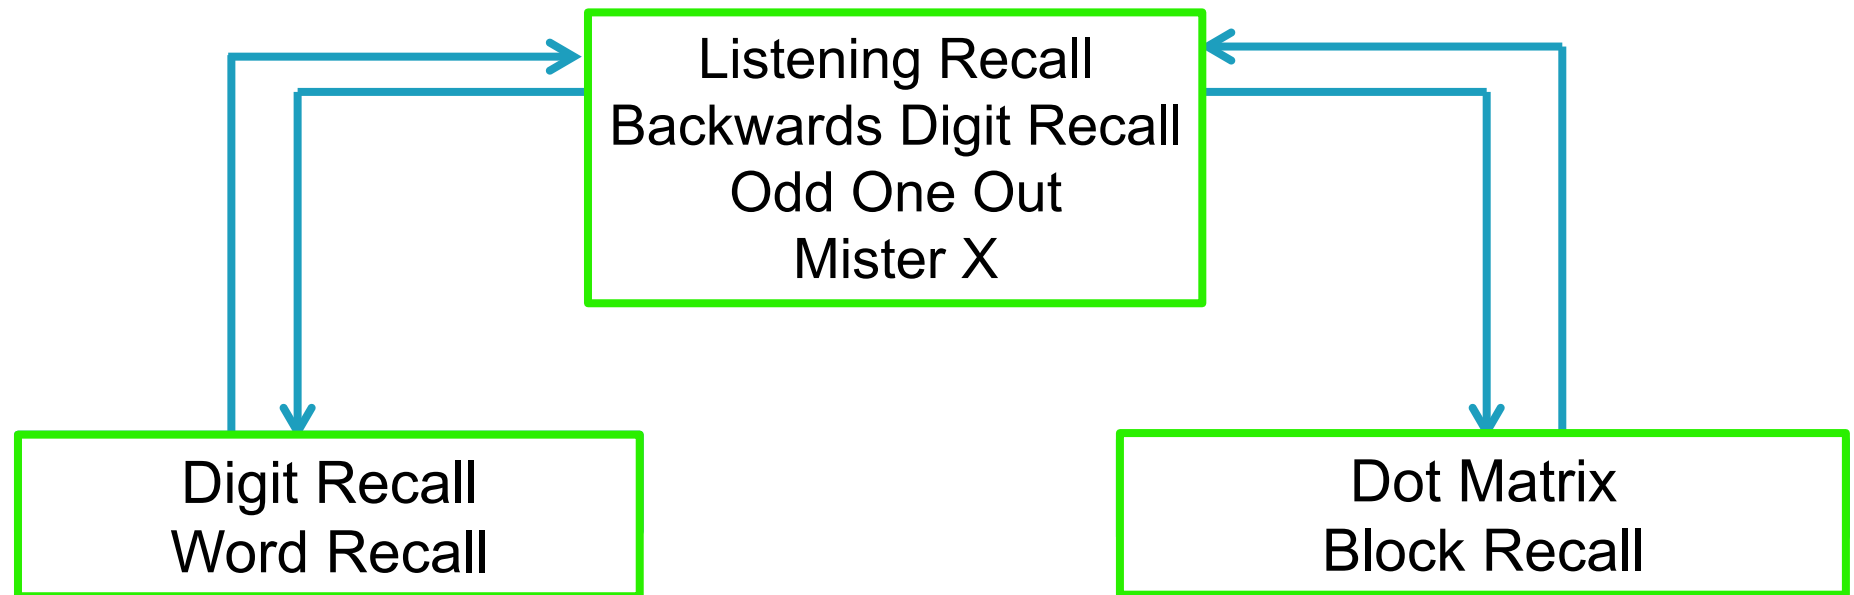 Listening Recall
Backwards Digit Recall
Odd One Out
Mister X
Digit Recall
Word Recall
Dot Matrix
Block Recall